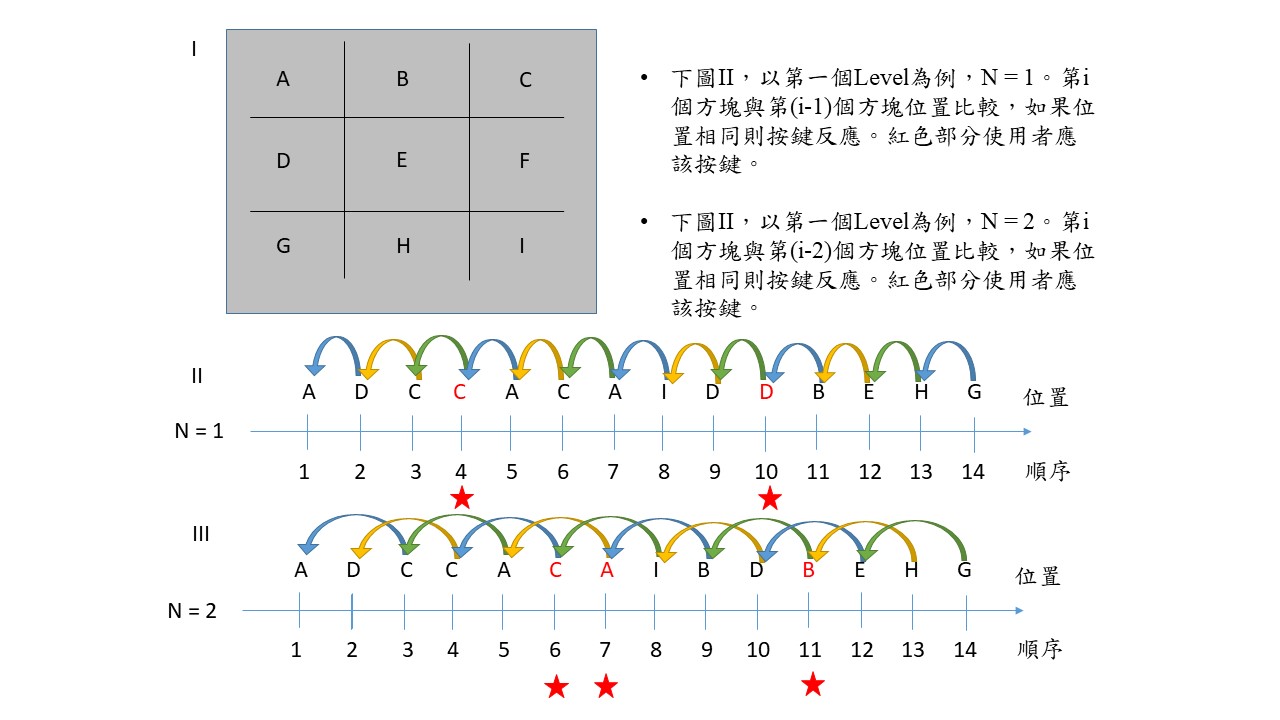 I
A B C
D E F
G H I
• 下圖II，以第一個Level為例，N = 1。第i
個方塊與第(i-1)個方塊位置比較，如果位
置相同則按鍵反應。紅色部分使用者應
該按鍵。
• 下圖II，以第一個Level為例，N = 2。第i
個方塊與第(i-2)個方塊位置比較，如果位
置相同則按鍵反應。紅色部分使用者應
該按鍵。
II
A D C C A C A I D D B E H G 位置
N = 1
1 2 3 4 5 6 7 8 9 10 11 12 13 14 順序
III
A D C C A C A I B D B E H G 位置
N = 2
1 2 3 4 5 6 7 8 9 10 11 12 13 14 順序